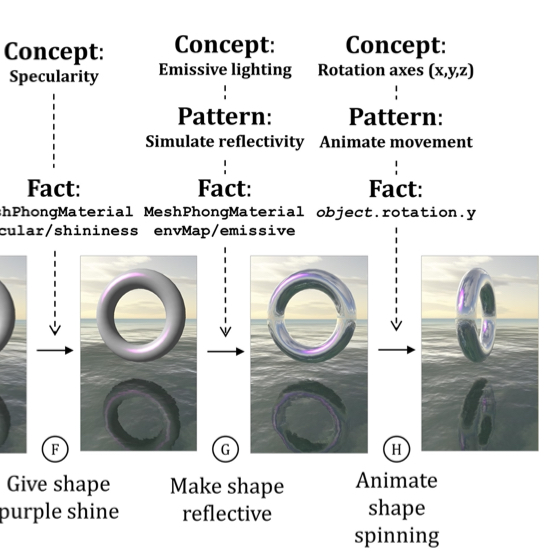 Concept:
Specularity
Fact:
hPhongMaterial
cular/shininess
F
Give shape
purple shine
Concept:
Emissive lighting
Pattern:
Simulate reflectivity
Fact:
MeshPhongMaterial
envMap/emissive
G
Make shape
reflective
Concept:
Rotation axes (x,y,z)
Pattern:
Animate movement
Fact:
object.rotation.y
H
Animate
shape
spinning